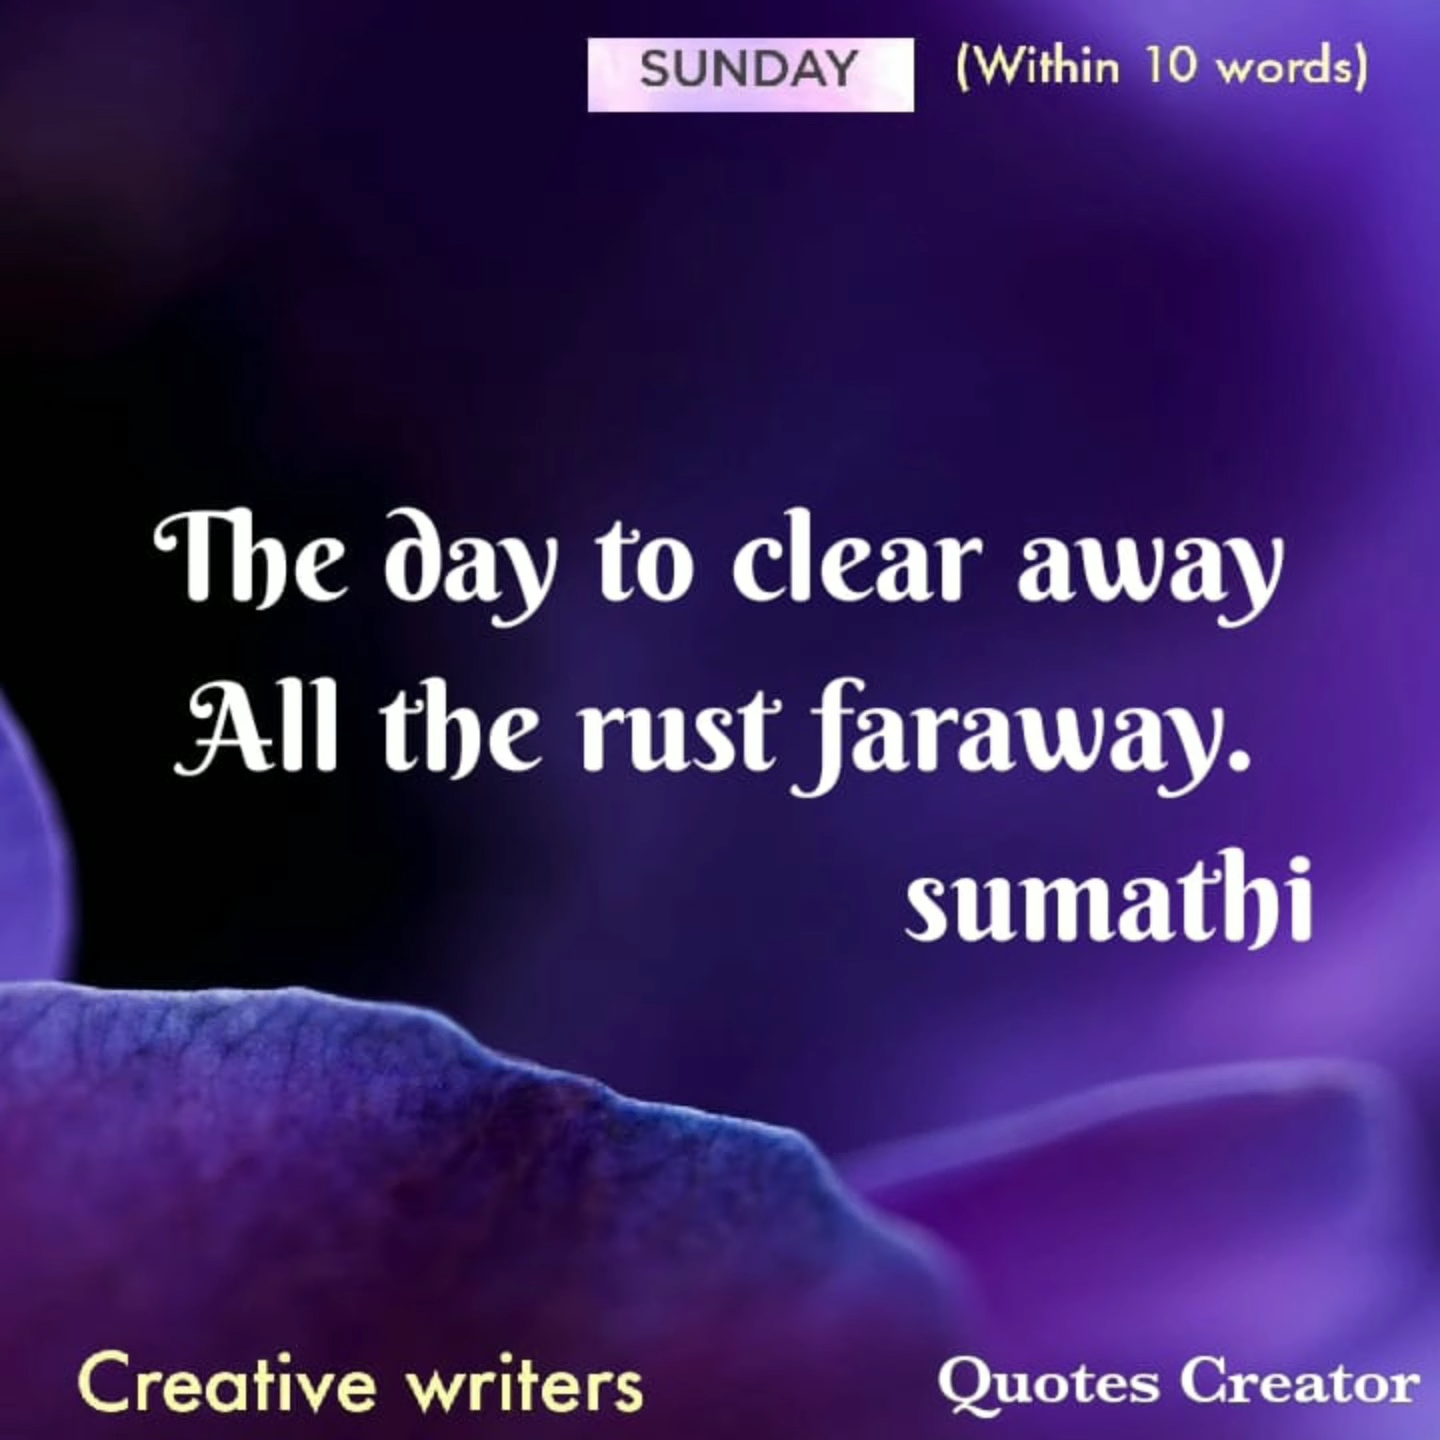 SUNDAY (Within 10 words)
The day to clear away
All the rust faraway.
sumathi
Creative writers Quotes Creator